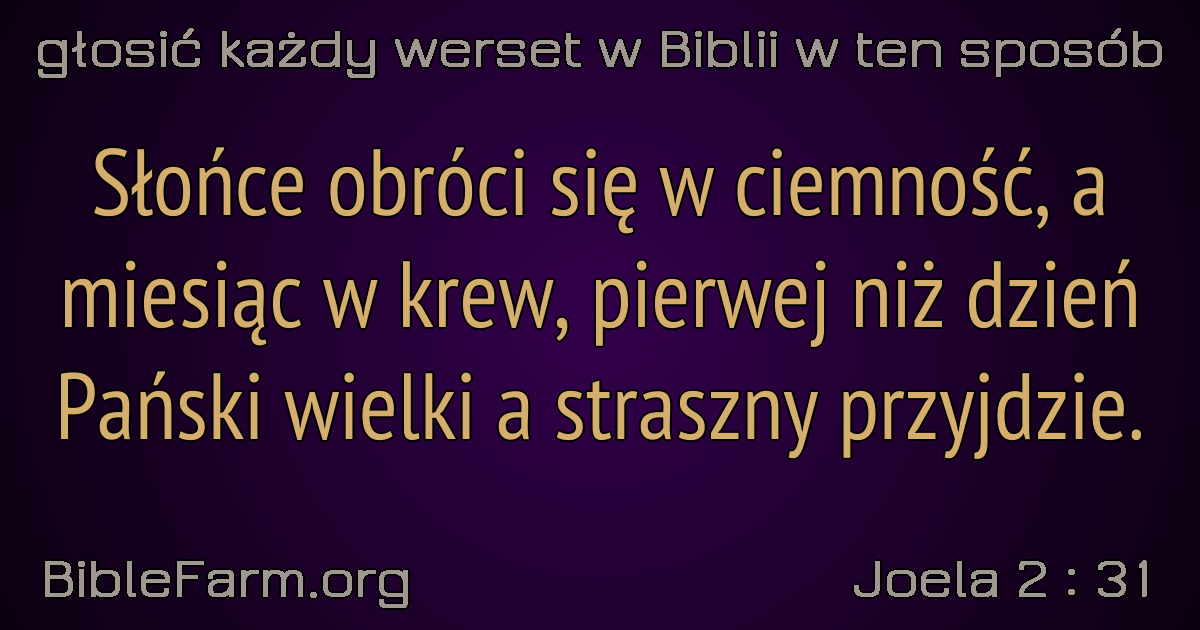 głosić każdy werset w Biblii w ten sposób
Słońce obróci się w ciemność, a
miesiąc w krew, pierwej niż dzień
Pański wielki a straszny przyjdzie.
BibleFarm.org
Joela 2 : 31